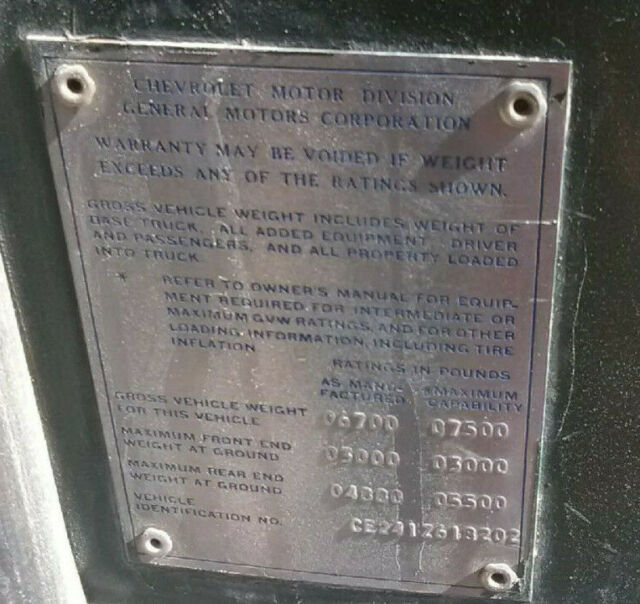 CHEVROLET MOTOR DIVISION
GENERAL MOTORS CORPORATION
WARRANTY MAY BE VOIDED IF WEIGHT
EXCEEDS ANY OF THE RATINGS SHOWN.
GROSS VEHICLE WEIGHT INCLUDES WEIGHT OF
BASE TRUCK, ALL ADDED EQUIPMENT, DRIVER
AND PASSENGERS, AND ALL PROPERTY LOADED
INTO TRUCK
* REFER TO OWNER'S MANUAL FOR EQUIP-
MENT REQUIRED FOR INTERMEDIATE OR
MAXIMUM GVW RATINGS, AND FOR OTHER
LOADING INFORMATION, INCLUDING TIRE
INFLATION
RATINGS IN POUNDS
AS MANU- *MAXIMUM
FACTURED CAPABILITY
GROSS VEHICLE WEIGHT
FOR THIS VEHICLE 06700 07500
MAXIMUM FRONT END
WEIGHT AT GROUND 03000 03000
MAXIMUM REAR END
WEIGHT AT GROUND 05500
VEHICLE
IDENTIFICATION NO. CE241Z618202